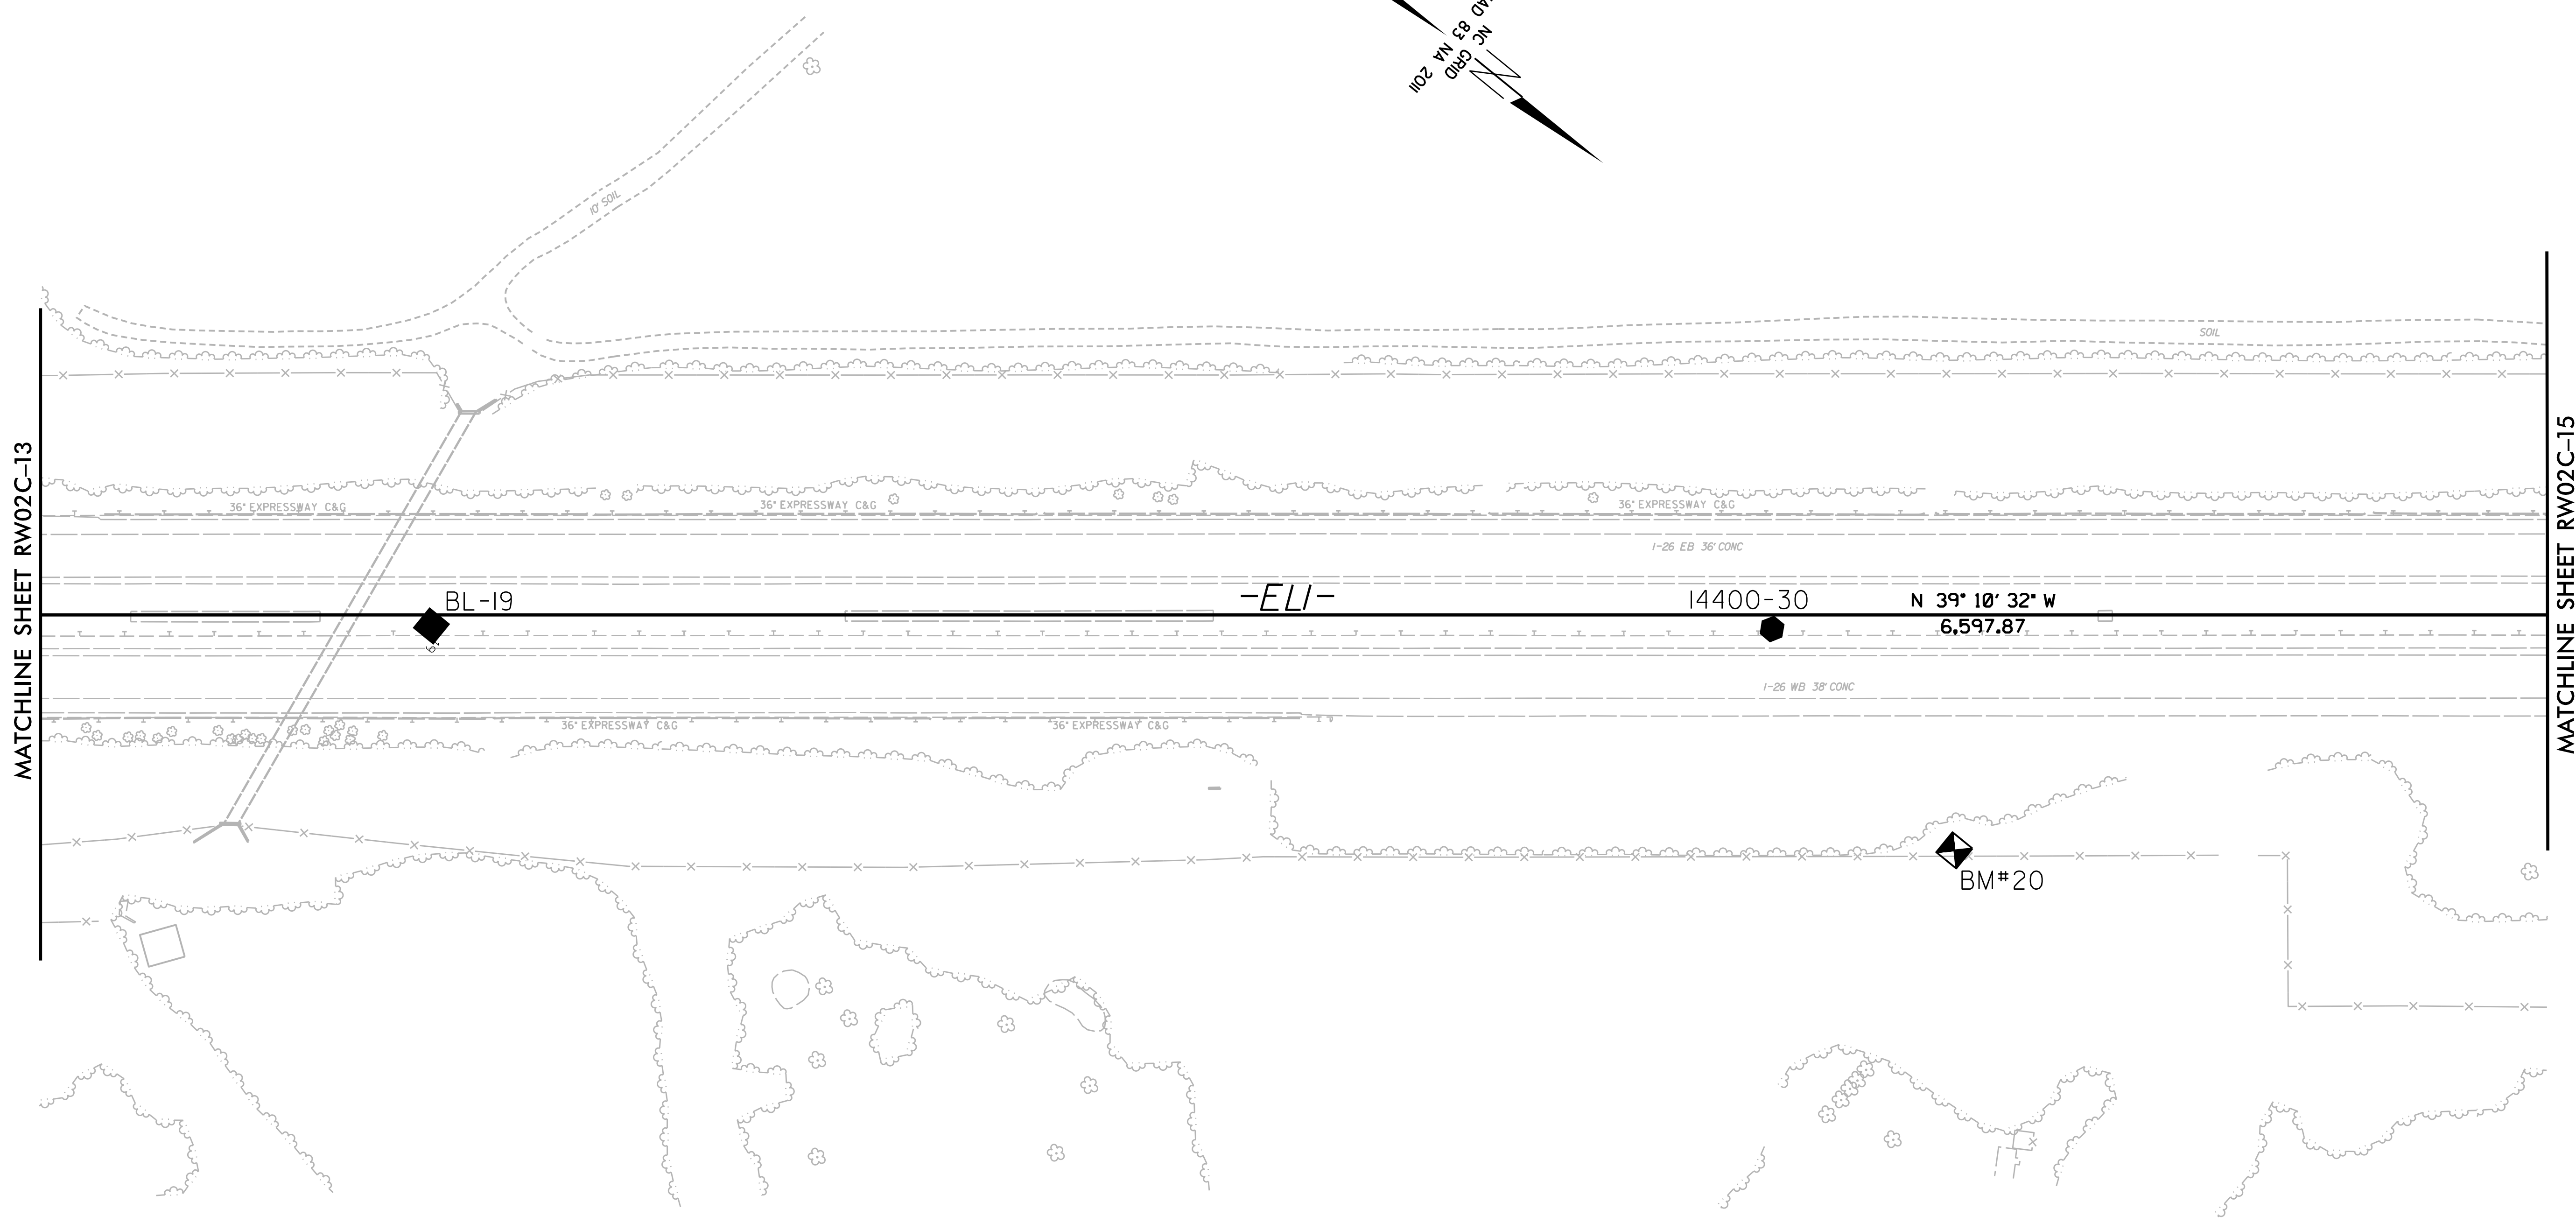 NC GRID
AD 83 NA 2011
10' SOIL
SOIL
MATCHLINE SHEET RW02C-13
MATCHLINE SHEET RW02C-15
36" EXPRESSWAY C&G
36" EXPRESSWAY C&G
36" EXPRESSWAY C&G
I-26 EB 36' CONC
BL-19
-EL1-
14400-30
N 39° 10' 32" W
6,597.87
I-26 WB 38' CONC
36" EXPRESSWAY C&G
36" EXPRESSWAY C&G
BM#20